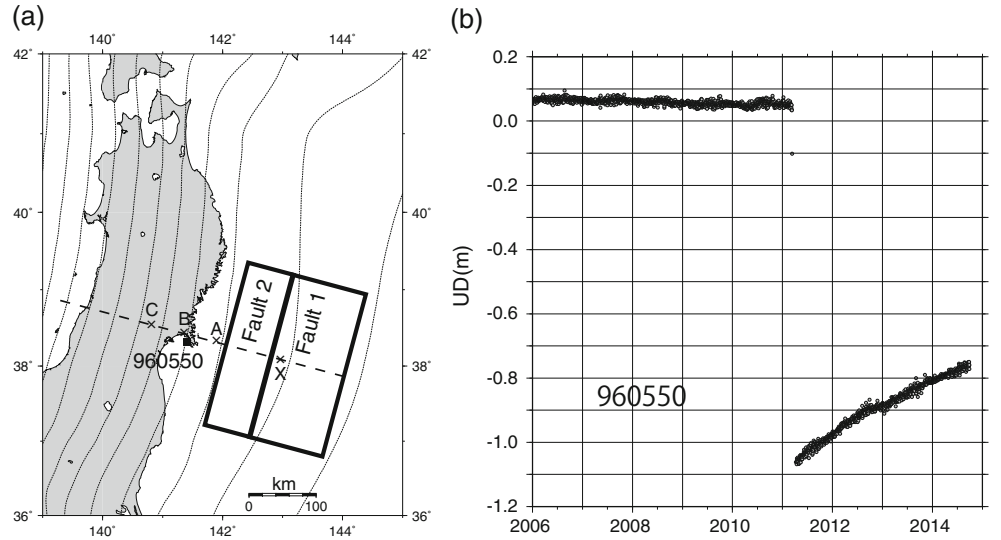 (a)
140° 142° 144°
42° 42°
40° 40°
38° 38°
36° 36°
C
B
A
960550
Fault 2
Fault 1
X
km
0 100
140° 142° 144°
(b)
0.2
0.0
-0.2
-0.4
-0.6
-0.8
-1.0
-1.2
UD(m)
960550
2006 2008 2010 2012 2014